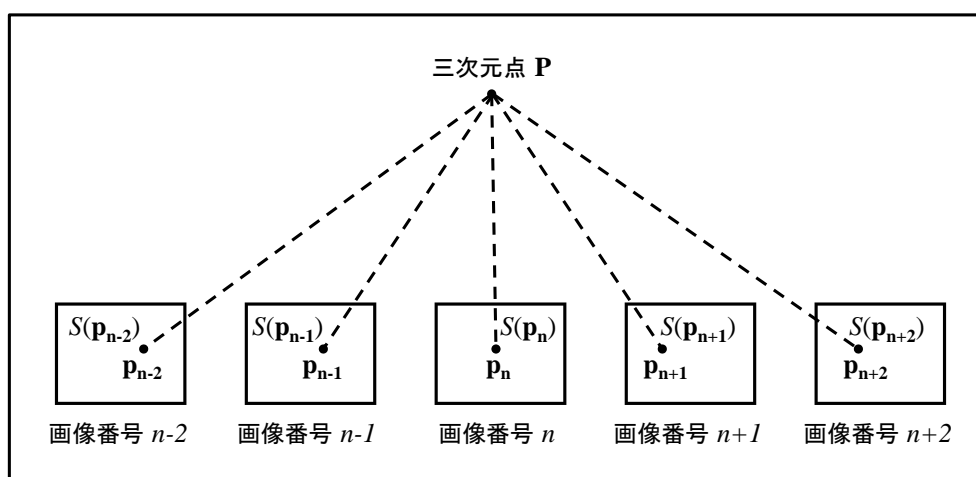 三次元点 P
S(pn-2) S(pn-1) S(pn) S(pn+1) S(pn+2)
pn-2 pn-1 pn pn+1 pn+2
画像番号 n-2 画像番号 n-1 画像番号 n 画像番号 n+1 画像番号 n+2